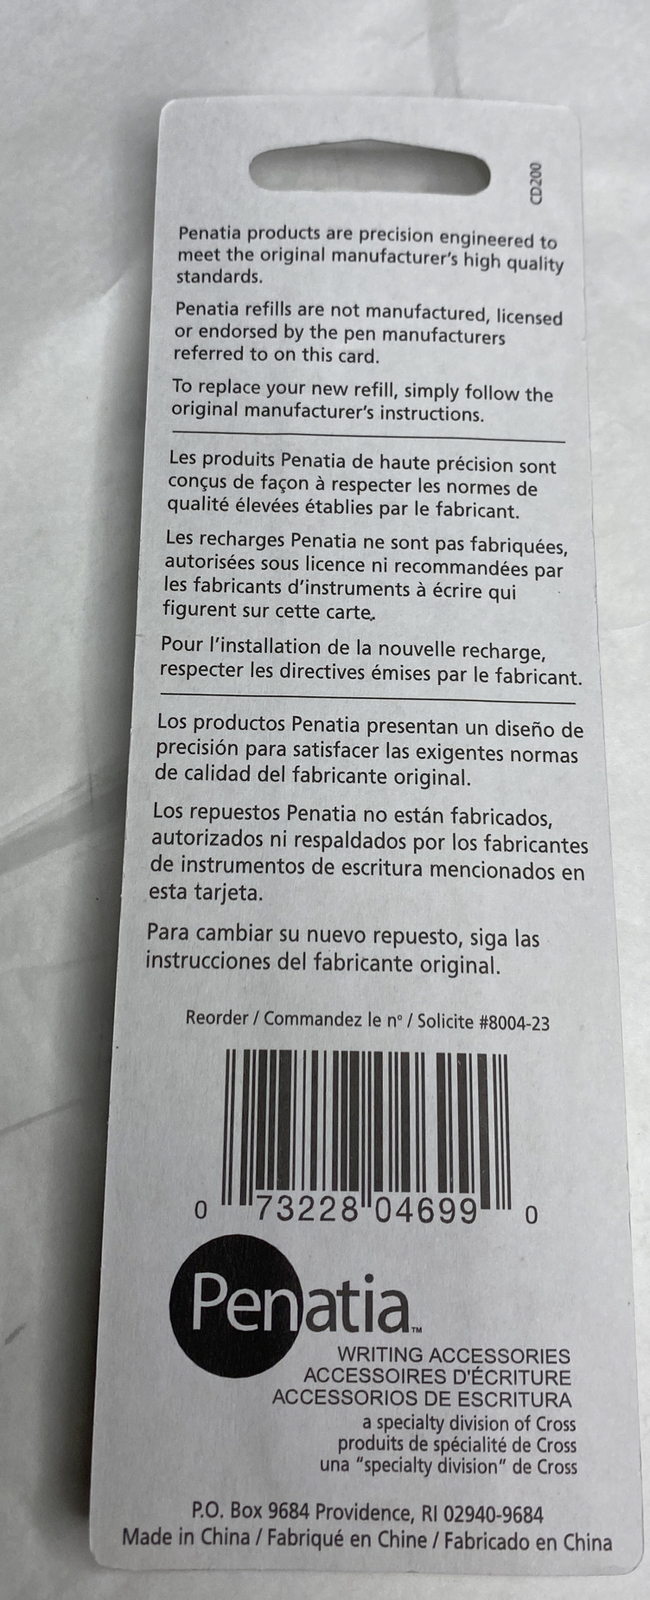 CD200
Penatia products are precision engineered to
meet the original manufacturer's high quality
standards.
Penatia refills are not manufactured, licensed
or endorsed by the pen manufacturers
referred to on this card.
To replace your new refill, simply follow the
original manufacturer's instructions.
Les produits Penatia de haute précision sont
conçus de façon à respecter les normes de
qualité élevées établies par le fabricant.
Les recharges Penatia ne sont pas fabriquées,
autorisées sous licence ni recommandées par
les fabricants d'instruments à écrire qui
figurent sur cette carte.
Pour l'installation de la nouvelle recharge,
respecter les directives émises par le fabricant.
Los productos Penatia presentan un diseño de
precisión para satisfacer las exigentes normas
de calidad del fabricante original.
Los repuestos Penatia no están fabricados,
autorizados ni respaldados por los fabricantes
de instrumentos de escritura mencionados en
esta tarjeta.
Para cambiar su nuevo repuesto, siga las
instrucciones del fabricante original.
Reorder / Commandez le nº / Solicite #8004-23
0 73228 04699 0
Penatia™
WRITING ACCESSORIES
ACCESSOIRES D'ÉCRITURE
ACCESSORIOS DE ESCRITURA
a specialty division of Cross
produits de spécialité de Cross
una "specialty division" de Cross
P.O. Box 9684 Providence, RI 02940-9684
Made in China / Fabriqué en Chine / Fabricado en China